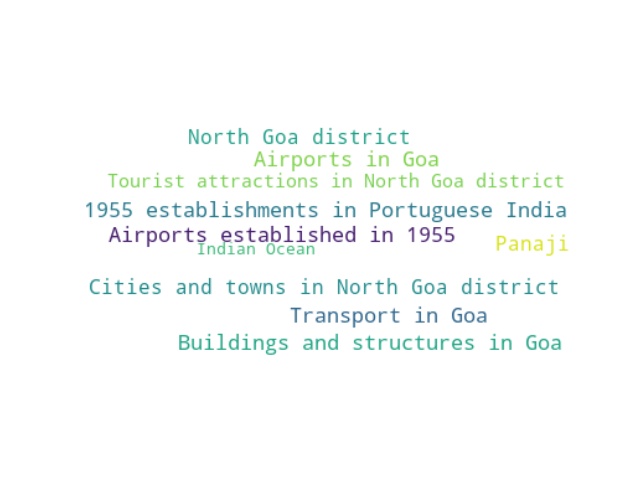 North Goa district
Airports in Goa
Tourist attractions in North Goa district
1955 establishments in Portuguese India
Airports established in 1955
Panaji
Indian Ocean
Cities and towns in North Goa district
Transport in Goa
Buildings and structures in Goa